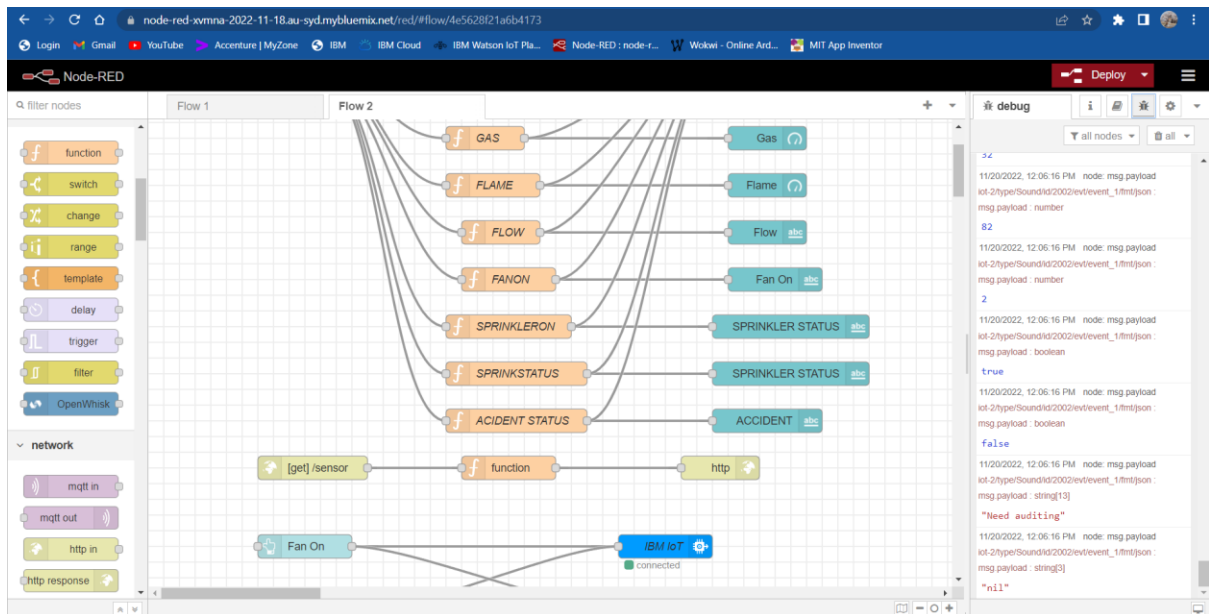 node-red-xvmna-2022-11-18.au-syd.mybluemix.net/red/#flow/4e5628f21a6b4173
Login Gmail YouTube Accenture | MyZone IBM IBM Cloud IBM Watson IoT Pla... Node-RED : node-r... Wokwi - Online Ard... MIT App Inventor
Node-RED Deploy
filter nodes Flow 1 Flow 2 debug i
all nodes all
function
switch
change
range
template
delay
trigger
filter
OpenWhisk
network
mqtt in
mqtt out
http in
http response
GAS Gas
FLAME Flame
FLOW Flow abc
FANON Fan On abc
SPRINKLERON SPRINKLER STATUS abc
SPRINKSTATUS SPRINKLER STATUS abc
ACIDENT STATUS ACCIDENT abc
[get] /sensor function http
Fan On IBM IoT
connected
32
11/20/2022, 12:06:16 PM node: msg.payload
iot-2/type/Sound/id/2002/evt/event_1/fmt/json :
msg.payload : number
82
11/20/2022, 12:06:16 PM node: msg.payload
iot-2/type/Sound/id/2002/evt/event_1/fmt/json :
msg.payload : number
2
11/20/2022, 12:06:16 PM node: msg.payload
iot-2/type/Sound/id/2002/evt/event_1/fmt/json :
msg.payload : boolean
true
11/20/2022, 12:06:16 PM node: msg.payload
iot-2/type/Sound/id/2002/evt/event_1/fmt/json :
msg.payload : boolean
false
11/20/2022, 12:06:16 PM node: msg.payload
iot-2/type/Sound/id/2002/evt/event_1/fmt/json :
msg.payload : string[13]
"Need auditing"
11/20/2022, 12:06:16 PM node: msg.payload
iot-2/type/Sound/id/2002/evt/event_1/fmt/json :
msg.payload : string[3]
"nil"